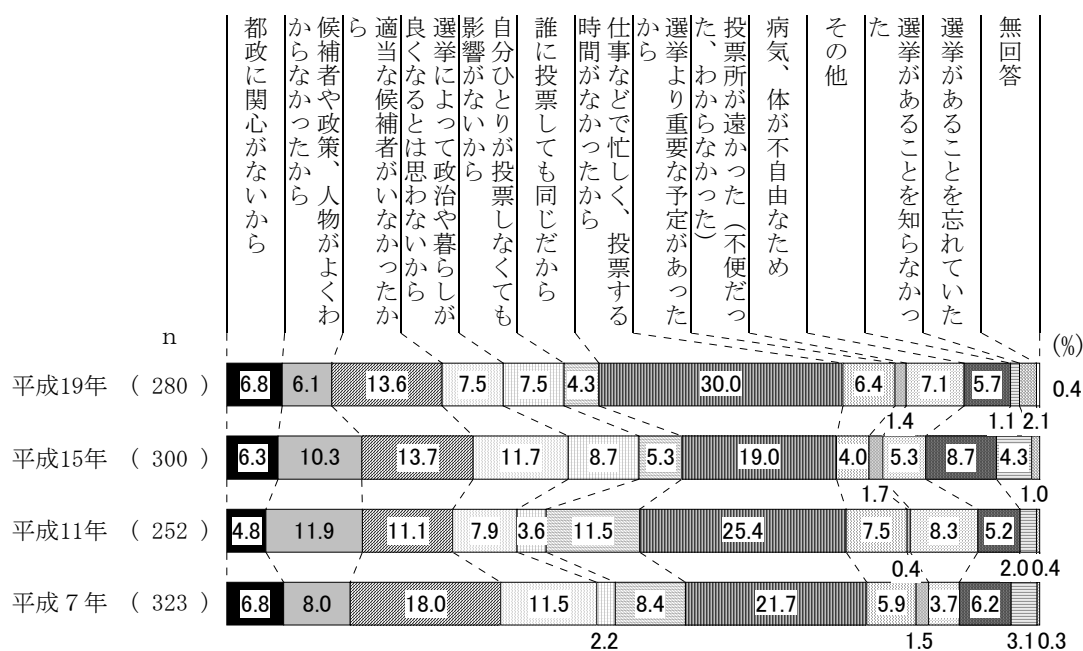 都政に関心がないから
候補者や政策、人物がよくわ
からなかったから
適当な候補者がいなかったか
ら
選挙によって政治や暮らしが
良くなるとは思わないから
自分ひとりが投票しなくても
影響がないから
誰に投票しても同じだから
仕事などで忙しく、投票する
時間がなかったから
選挙より重要な予定があった
から
投票所が遠かった（不便だっ
た、わからなかった）
病気、体が不自由なため
その他
選挙があることを知らなかっ
た
選挙があることを忘れていた
無回答
n
(%)
平成19年 （ 280 ） 6.8 6.1 13.6 7.5 7.5 4.3 30.0 6.4 7.1 5.7 0.4
1.4 1.1 2.1
平成15年 （ 300 ） 6.3 10.3 13.7 11.7 8.7 5.3 19.0 4.0 5.3 8.7 4.3
1.7 1.0
平成11年 （ 252 ） 4.8 11.9 11.1 7.9 3.6 11.5 25.4 7.5 8.3 5.2
0.4 2.0 0.4
平成７年 （ 323 ） 6.8 8.0 18.0 11.5 8.4 21.7 5.9 3.7 6.2
2.2 1.5 3.1 0.3